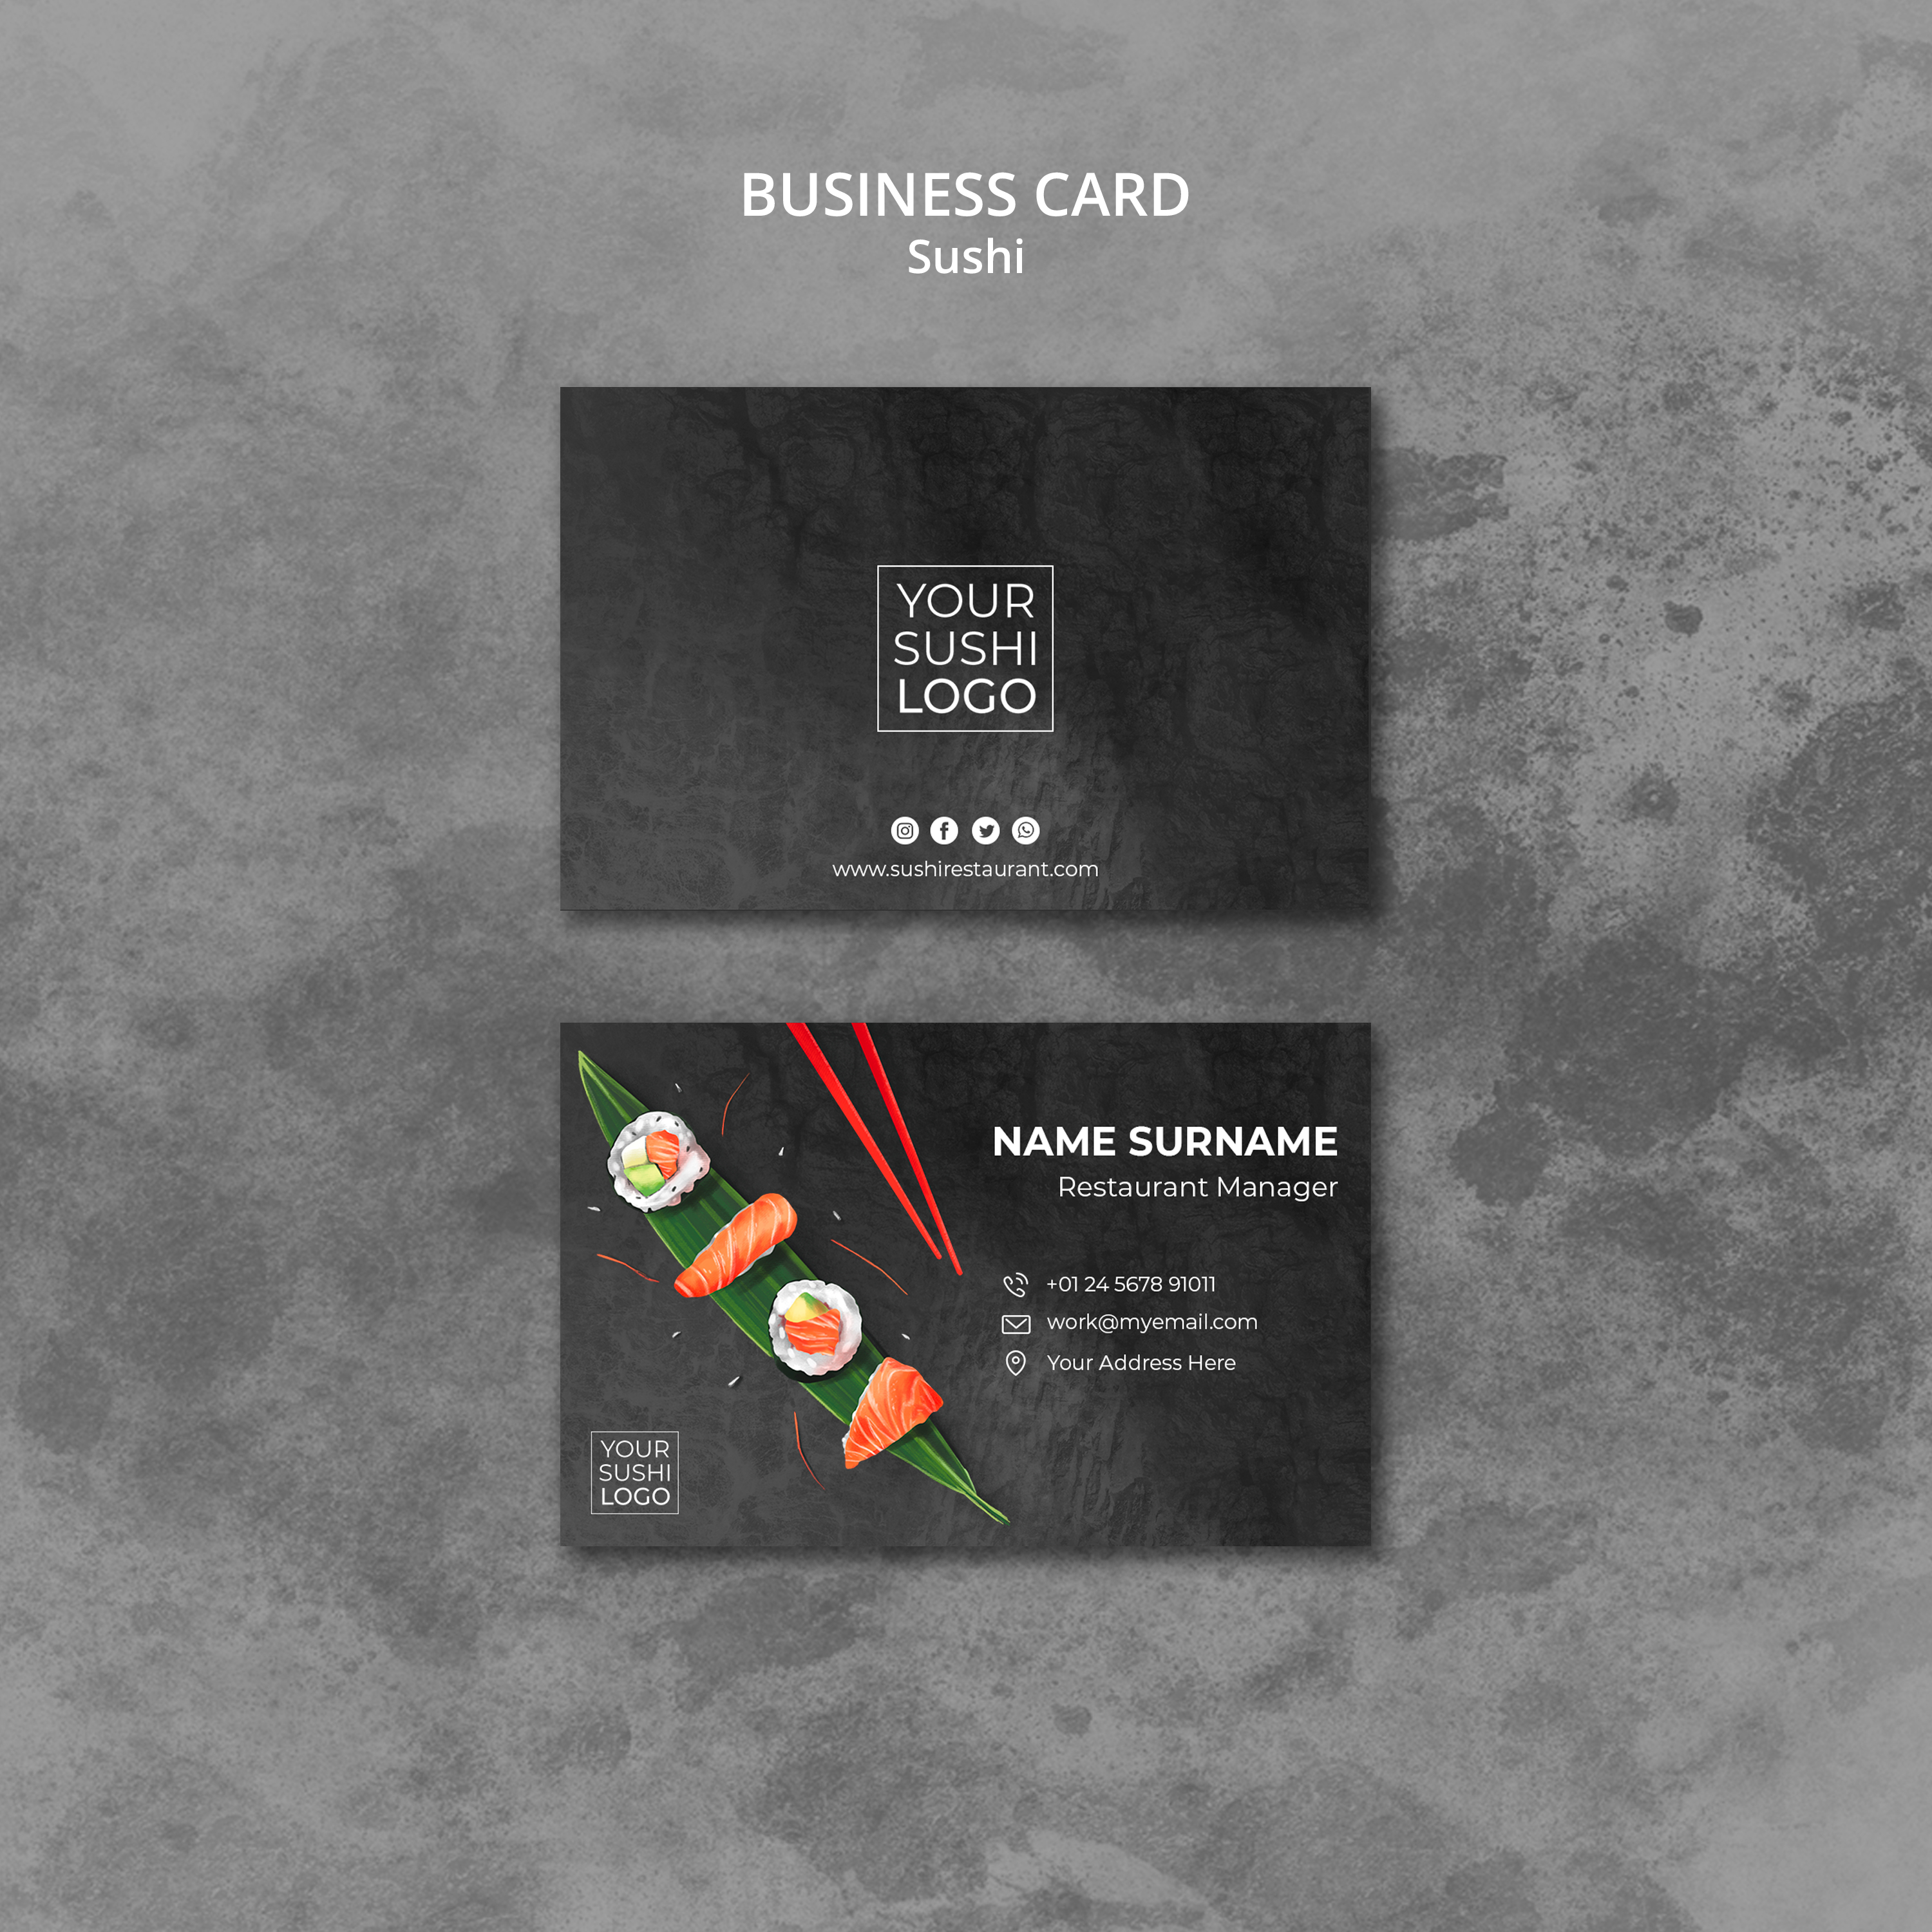 BUSINESS CARD
Sushi
YOUR
SUSHI
LOGO
www.sushirestaurant.com
NAME SURNAME
Restaurant Manager
+01 24 5678 91011
work@myemail.com
Your Address Here
YOUR
SUSHI
LOGO